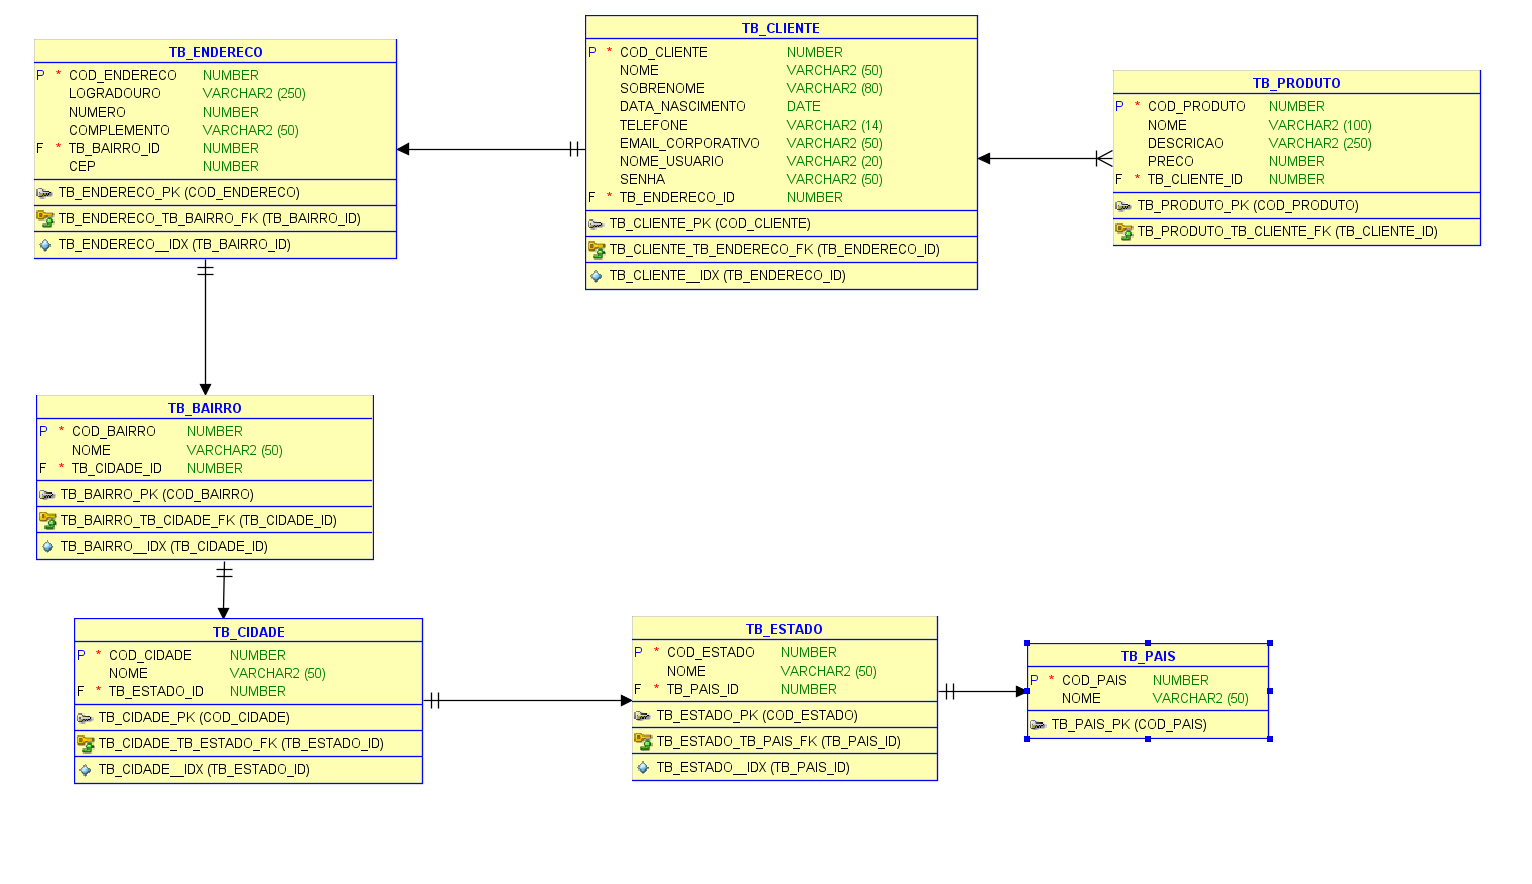 TB_ENDERECO
P * COD_ENDERECO NUMBER
LOGRADOURO VARCHAR2 (250)
NUMERO NUMBER
COMPLEMENTO VARCHAR2 (50)
F * TB_BAIRRO_ID NUMBER
CEP NUMBER
TB_ENDERECO_PK (COD_ENDERECO)
TB_ENDERECO_TB_BAIRRO_FK (TB_BAIRRO_ID)
TB_ENDERECO__IDX (TB_BAIRRO_ID)
TB_CLIENTE
P * COD_CLIENTE NUMBER
NOME VARCHAR2 (50)
SOBRENOME VARCHAR2 (80)
DATA_NASCIMENTO DATE
TELEFONE VARCHAR2 (14)
EMAIL_CORPORATIVO VARCHAR2 (50)
NOME_USUARIO VARCHAR2 (20)
SENHA VARCHAR2 (50)
F * TB_ENDERECO_ID NUMBER
TB_CLIENTE_PK (COD_CLIENTE)
TB_CLIENTE_TB_ENDERECO_FK (TB_ENDERECO_ID)
TB_CLIENTE__IDX (TB_ENDERECO_ID)
TB_PRODUTO
P * COD_PRODUTO NUMBER
NOME VARCHAR2 (100)
DESCRICAO VARCHAR2 (250)
PRECO NUMBER
F * TB_CLIENTE_ID NUMBER
TB_PRODUTO_PK (COD_PRODUTO)
TB_PRODUTO_TB_CLIENTE_FK (TB_CLIENTE_ID)
TB_BAIRRO
P * COD_BAIRRO NUMBER
NOME VARCHAR2 (50)
F * TB_CIDADE_ID NUMBER
TB_BAIRRO_PK (COD_BAIRRO)
TB_BAIRRO_TB_CIDADE_FK (TB_CIDADE_ID)
TB_BAIRRO__IDX (TB_CIDADE_ID)
TB_CIDADE
P * COD_CIDADE NUMBER
NOME VARCHAR2 (50)
F * TB_ESTADO_ID NUMBER
TB_CIDADE_PK (COD_CIDADE)
TB_CIDADE_TB_ESTADO_FK (TB_ESTADO_ID)
TB_CIDADE__IDX (TB_ESTADO_ID)
TB_ESTADO
P * COD_ESTADO NUMBER
NOME VARCHAR2 (50)
F * TB_PAIS_ID NUMBER
TB_ESTADO_PK (COD_ESTADO)
TB_ESTADO_TB_PAIS_FK (TB_PAIS_ID)
TB_ESTADO__IDX (TB_PAIS_ID)
TB_PAIS
P * COD_PAIS NUMBER
NOME VARCHAR2 (50)
TB_PAIS_PK (COD_PAIS)